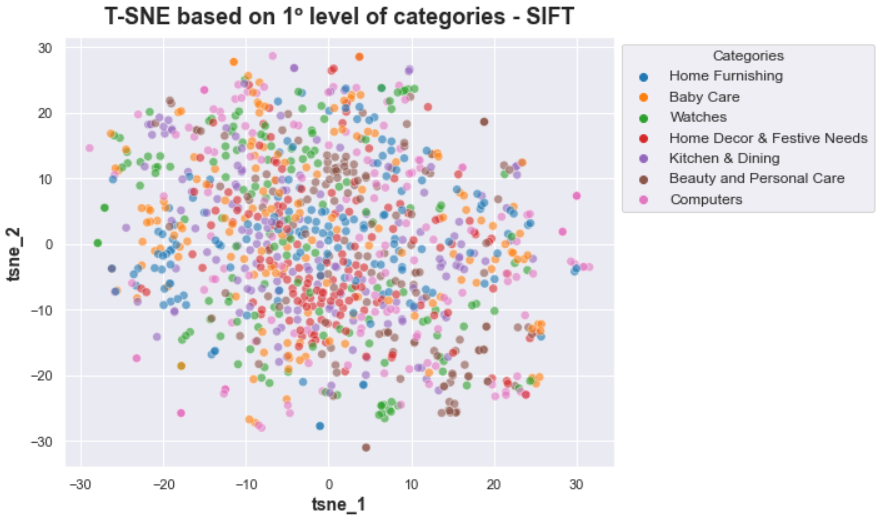 T-SNE based on 1º level of categories - SIFT
Categories
Home Furnishing
Baby Care
Watches
Home Decor & Festive Needs
Kitchen & Dining
Beauty and Personal Care
Computers
tsne_2
30
20
10
0
−10
−20
−30
−30
−20
−10
0
10
20
30
tsne_1